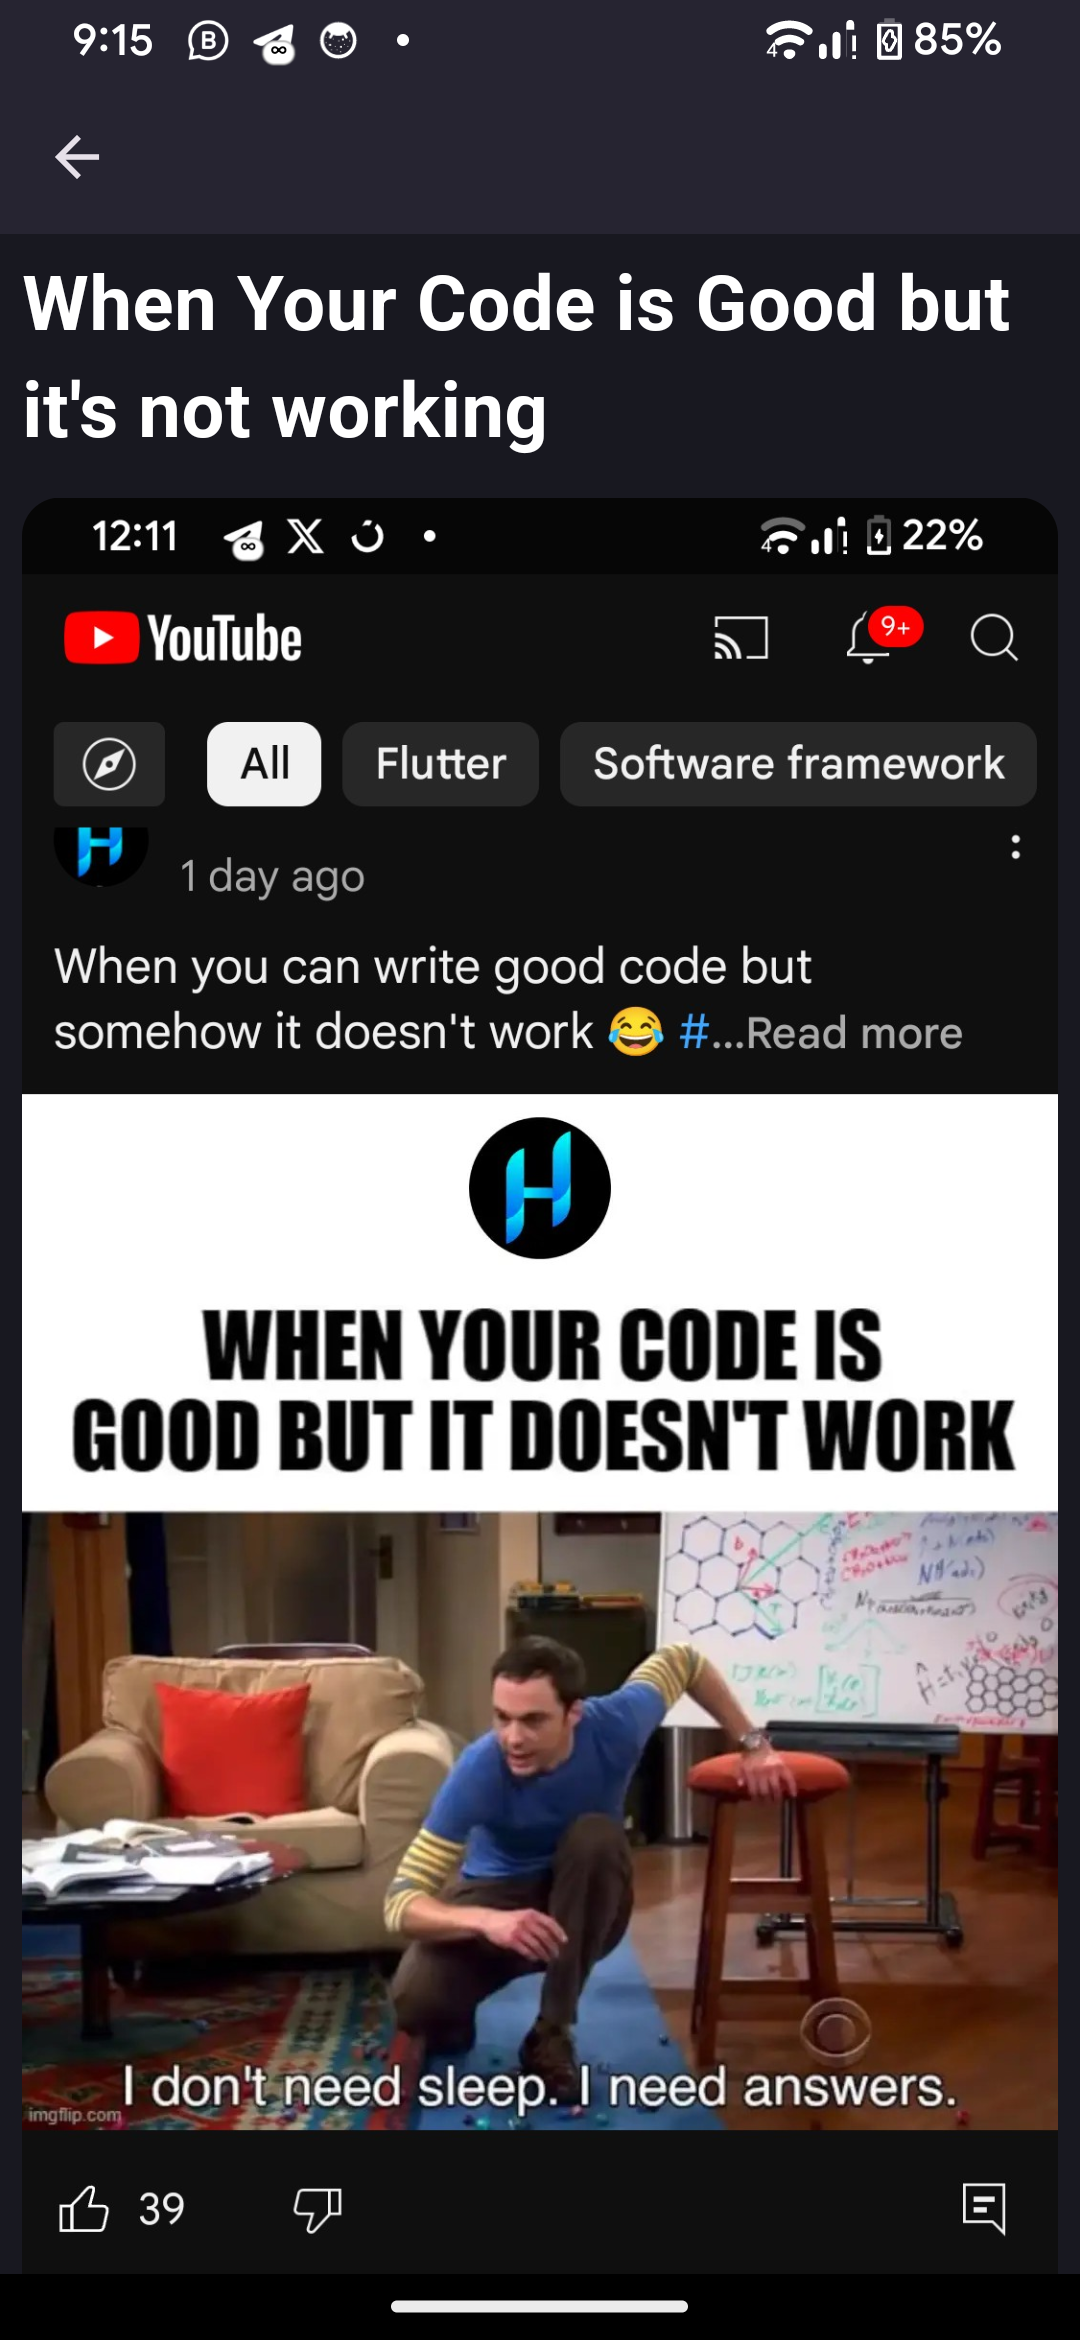 9:15
4
85%
When Your Code is Good but
it's not working
12:11
4
22%
YouTube
9+
All
Flutter
Software framework
1 day ago
When you can write good code but
somehow it doesn't work 😂 #...Read more
H
WHEN YOUR CODE IS
GOOD BUT IT DOESN'T WORK
I don't need sleep. I need answers.
imgflip.com
39